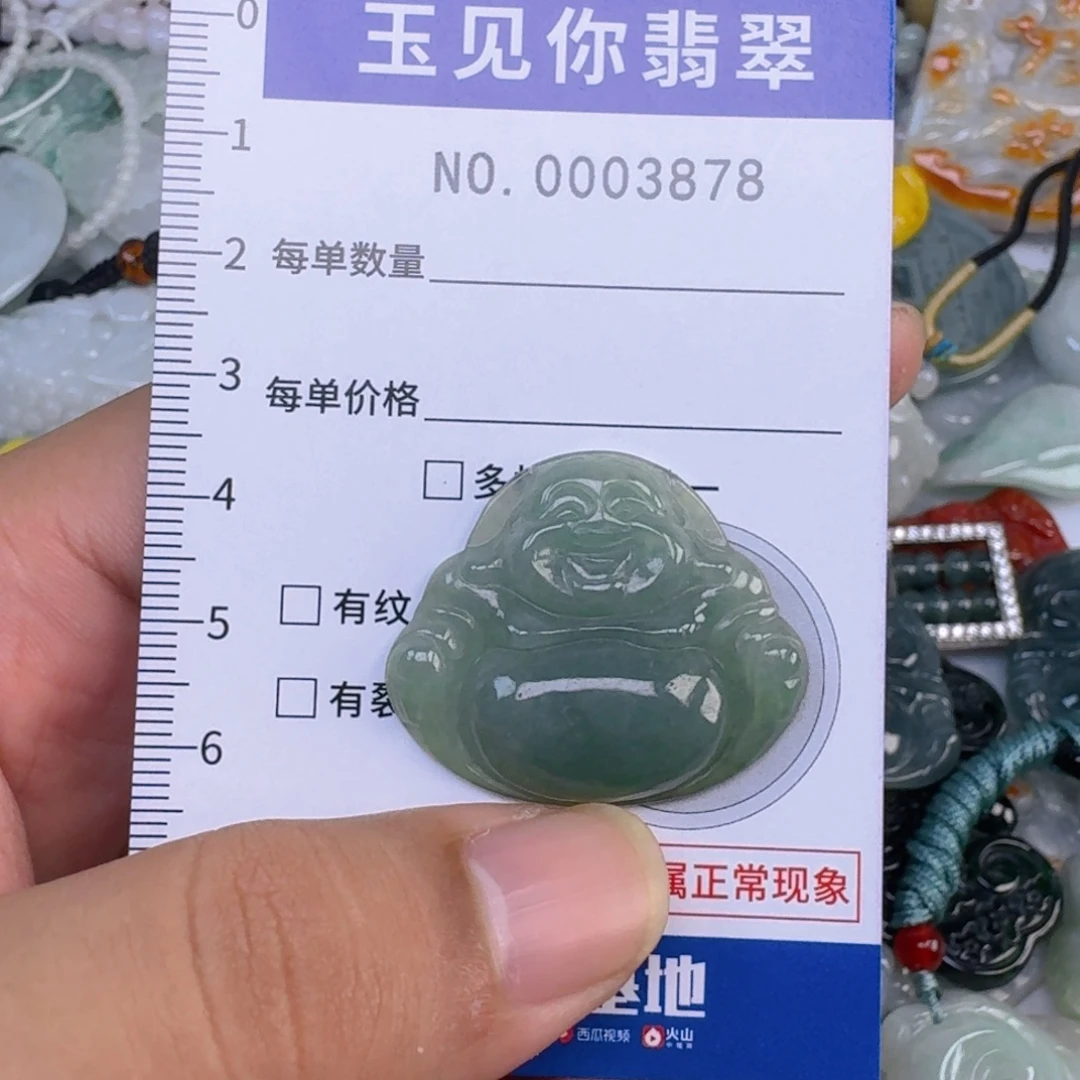 玉见你翡翠
NO.0003878
0
1
2
3
4
5
6
每单数量
每单价格
多
有纹
有裂
属正常现象
基地
西瓜视频
火山